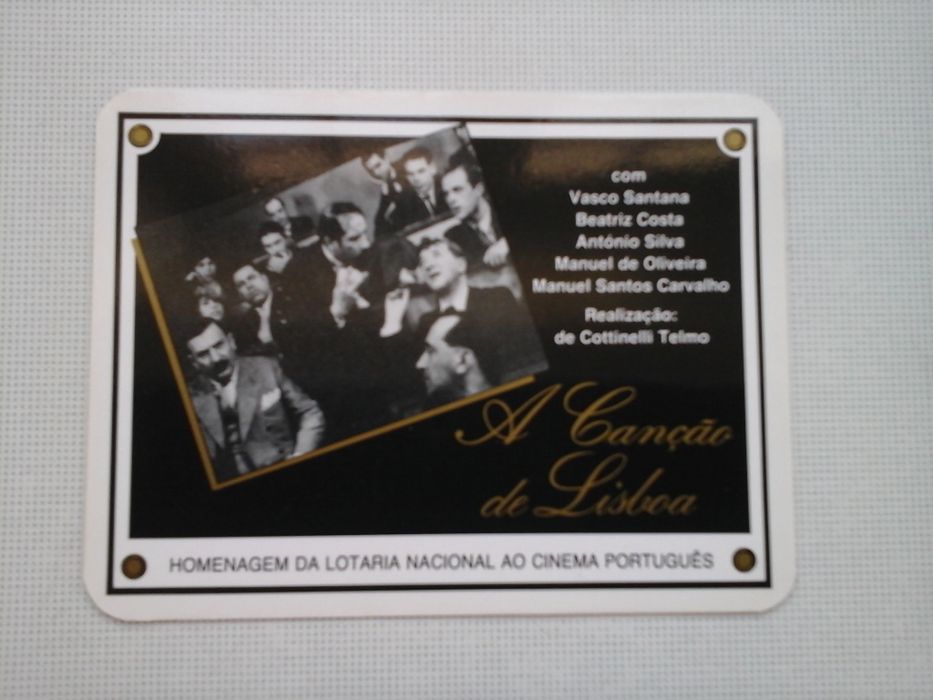 com
Vasco Santana
Beatriz Costa
António Silva
Manuel de Oliveira
Manuel Santos Carvalho
Realização:
de Cottinelli Telmo
A Canção
de Lisboa
HOMENAGEM DA LOTARIA NACIONAL AO CINEMA PORTUGUÊS